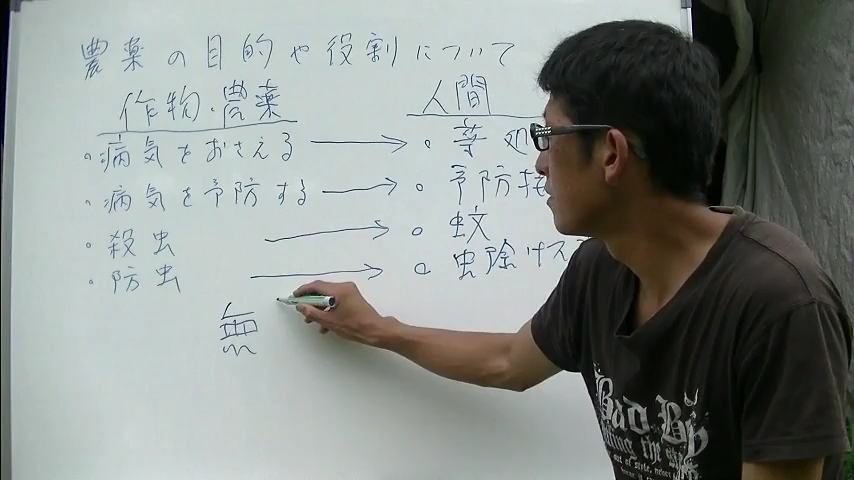 農薬の目的や役割について
作物・農薬 人間
・病気をおさえる → ・等 処
・病気を予防する → ・予防接
・殺虫 → ・蚊
・防虫 → ・虫除けス
無
Bad B